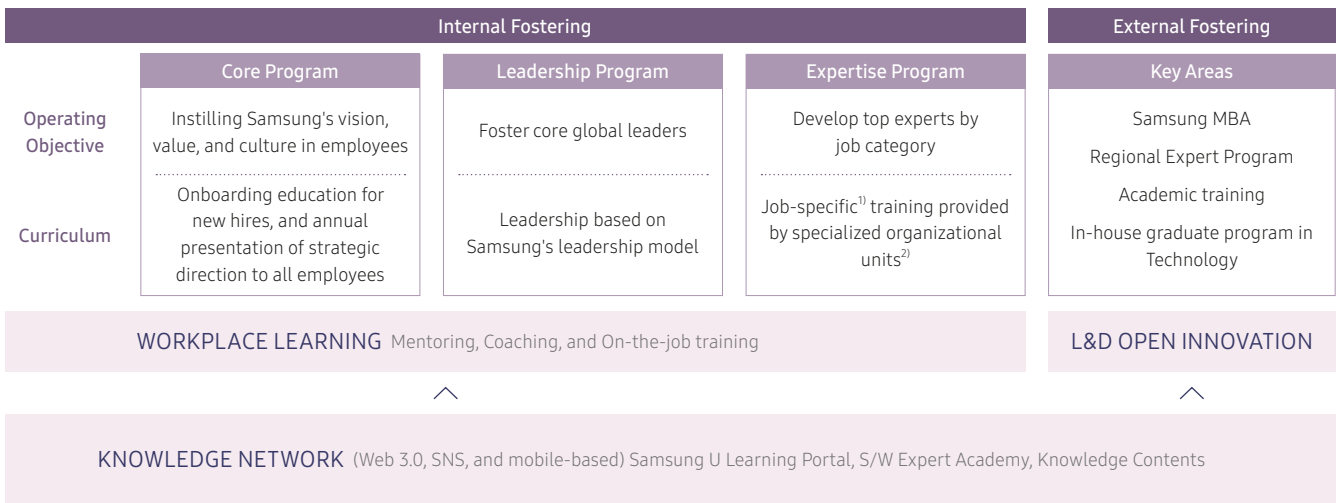 Internal Fostering
External Fostering
Core Program
Leadership Program
Expertise Program
Key Areas
Operating
Objective
Instilling Samsung's vision,
value, and culture in employees
Foster core global leaders
Develop top experts by
job category
Curriculum
Onboarding education for
new hires, and annual
presentation of strategic
direction to all employees
Leadership based on
Samsung's leadership model
Job-specific1) training provided
by specialized organizational
units2)
Samsung MBA
Regional Expert Program
Academic training
In-house graduate program in
Technology
WORKPLACE LEARNING Mentoring, Coaching, and On-the-job training
L&D OPEN INNOVATION
KNOWLEDGE NETWORK (Web 3.0, SNS, and mobile-based) Samsung U Learning Portal, S/W Expert Academy, Knowledge Contents